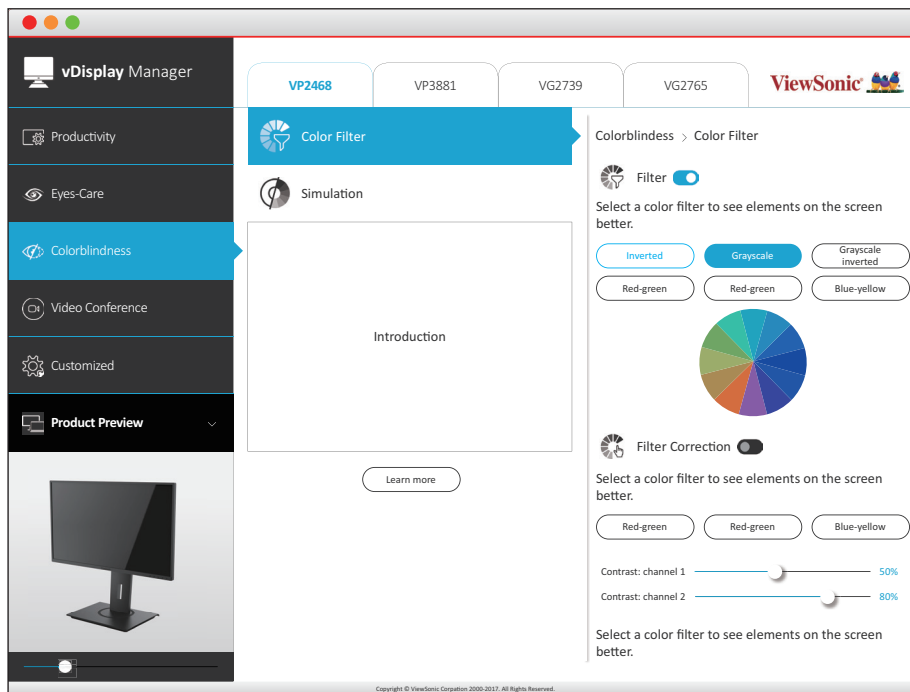 vDisplay Manager
VP2468
VP3881
VG2739
VG2765
ViewSonic
Productivity
Eyes-Care
Colorblindness
Video Conference
Customized
Product Preview
Color Filter
Simulation
Introduction
Learn more
Colorblindness > Color Filter
Filter
Select a color filter to see elements on the screen
better.
Inverted
Grayscale
Grayscale
inverted
Red-green
Red-green
Blue-yellow
Filter Correction
Select a color filter to see elements on the screen
better.
Red-green
Red-green
Blue-yellow
Contrast: channel 1
50%
Contrast: channel 2
80%
Select a color filter to see elements on the screen
better.
Copyright © ViewSonic Corpation 2000-2017. All Rights Reserved.